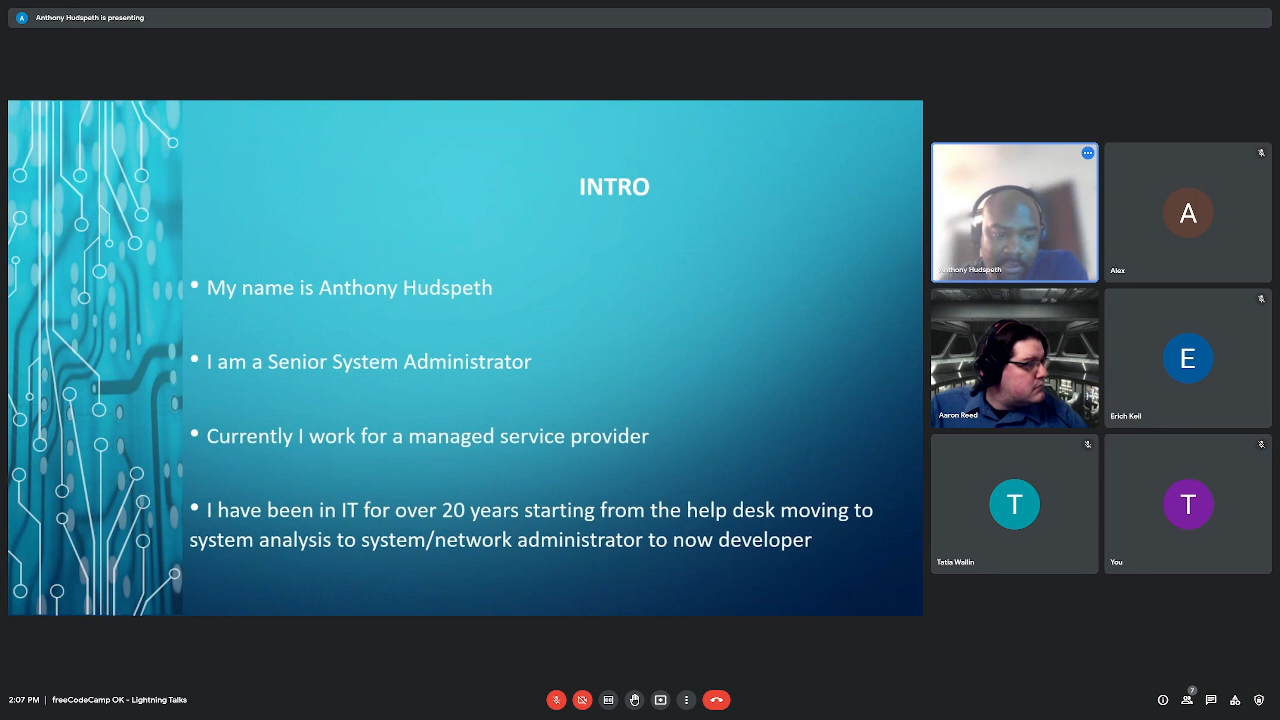 A Anthony Hudspeth is presenting
INTRO
• My name is Anthony Hudspeth
• I am a Senior System Administrator
• Currently I work for a managed service provider
• I have been in IT for over 20 years starting from the help desk moving to
system analysis to system/network administrator to now developer
Anthony Hudspeth
A
Alex
Aaron Reed
E
Erich Keil
T
Tatia Wallin
T
You
2:07 PM | freeCodeCamp OK - Lightning Talks
7